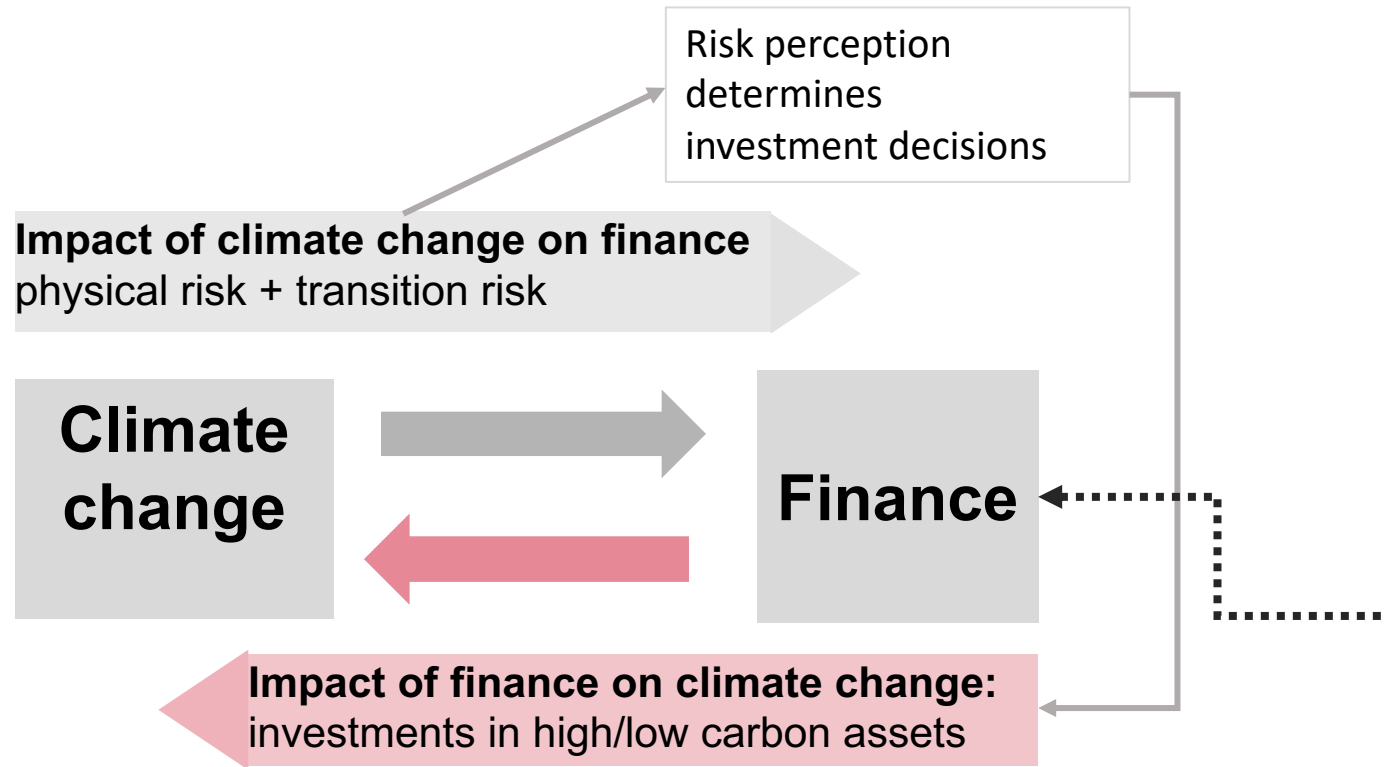 Risk perception
determines
investment decisions
Impact of climate change on finance
physical risk + transition risk
Climate
change
Finance
Impact of finance on climate change:
investments in high/low carbon assets